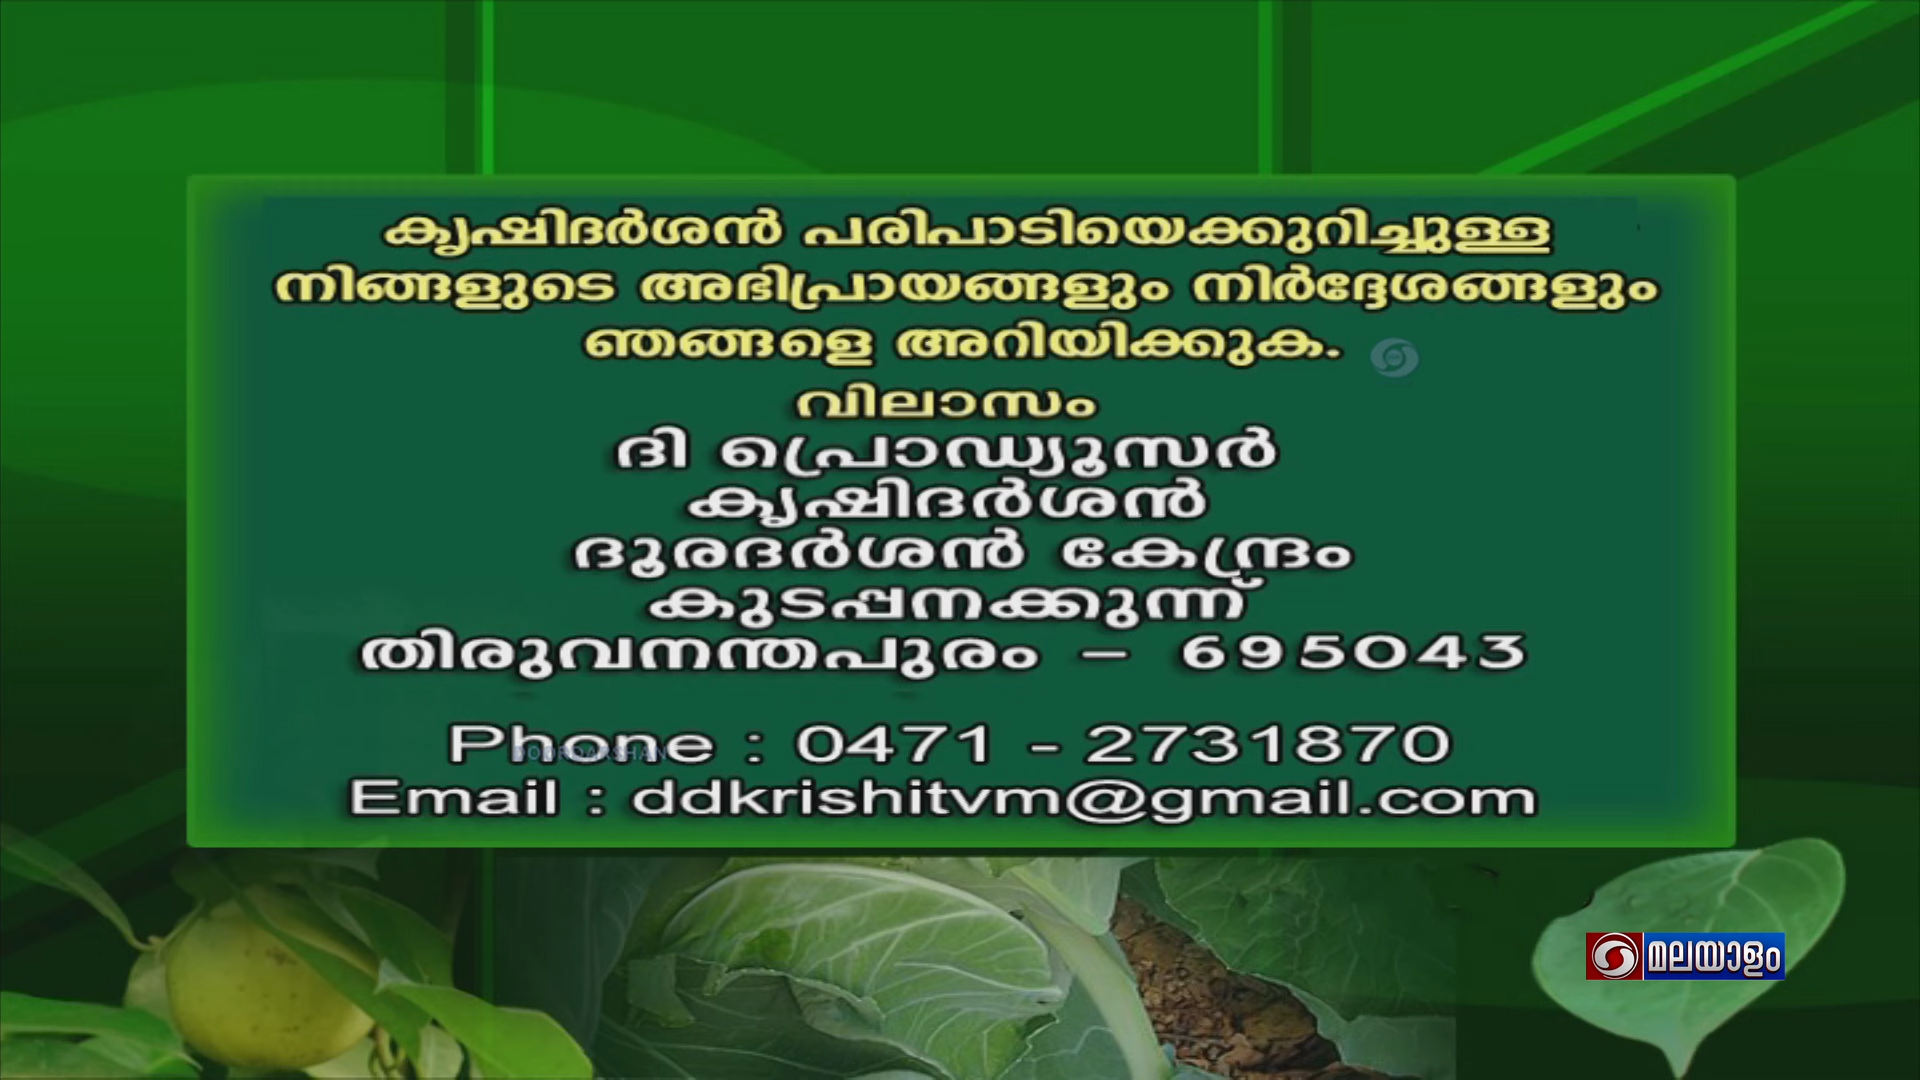 കൃഷിദർശൻ പരിപാടിയെക്കുറിച്ചുള്ള
നിങ്ങളുടെ അഭിപ്രായങ്ങളും നിർദ്ദേശങ്ങളും
ഞങ്ങളെ അറിയിക്കുക.
വിലാസം
ദി പ്രൊഡ്യൂസർ
കൃഷിദർശൻ
ദൂരദർശൻ കേന്ദ്രം
കുടപ്പനക്കുന്ന്
തിരുവനന്തപുരം – 695043
Phone : 0471 - 2731870
DOORDARSHAN
Email : ddkrishitvm@gmail.com
മലയാളം